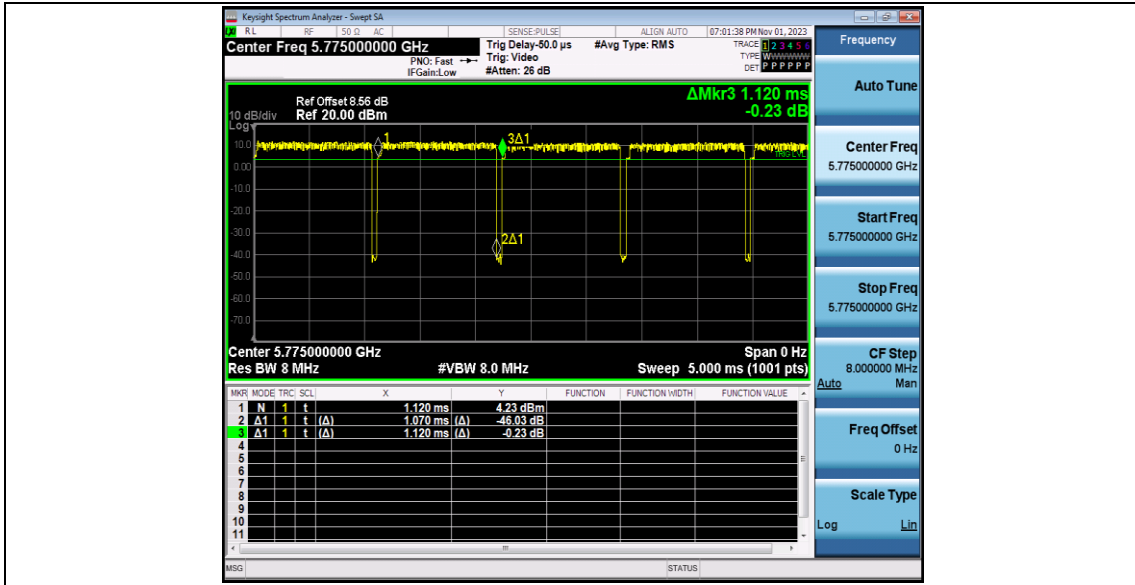 Keysight Spectrum Analyzer - Swept SA
LXI RL RF 50 Ω AC SENSE:PULSE ALIGN AUTO 07:01:38 PM Nov 01, 2023
Center Freq 5.775000000 GHz Trig Delay-50.0 µs #Avg Type: RMS TRACE 1 2 3 4 5 6
PNO: Fast Trig: Video TYPE WWWWWW
IFGain:Low #Atten: 26 dB DET P P P P P P
ΔMkr3 1.120 ms
Ref Offset 8.56 dB -0.23 dB
10 dB/div Ref 20.00 dBm
Log
10.0
0.00
-10.0
-20.0
-30.0
-40.0
-50.0
-60.0
-70.0
1
3Δ1
TRIG LVL
2Δ1
Center 5.775000000 GHz Span 0 Hz
Res BW 8 MHz #VBW 8.0 MHz Sweep 5.000 ms (1001 pts)
MKR MODE TRC SCL X Y FUNCTION FUNCTION WIDTH FUNCTION VALUE
1 N 1 t 1.120 ms 4.23 dBm
2 Δ1 1 t (Δ) 1.070 ms (Δ) -46.03 dB
3 Δ1 1 t (Δ) 1.120 ms (Δ) -0.23 dB
4
5
6
7
8
9
10
11
MSG STATUS
Frequency
Auto Tune
Center Freq
5.775000000 GHz
Start Freq
5.775000000 GHz
Stop Freq
5.775000000 GHz
CF Step
8.000000 MHz
Auto Man
Freq Offset
0 Hz
Scale Type
Log Lin